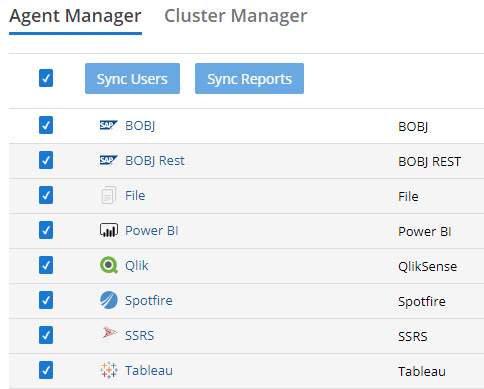 Agent Manager Cluster Manager
Sync Users Sync Reports
SAP BOBJ BOBJ
SAP BOBJ Rest BOBJ REST
File File
Power BI Power BI
Qlik QlikSense
Spotfire Spotfire
SSRS SSRS
Tableau Tableau